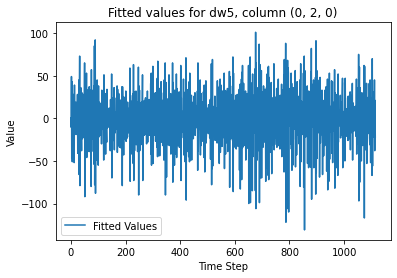 Fitted values for dw5, column (0, 2, 0)
100
50
0
−50
−100
Value
Fitted Values
0
200
400
600
800
1000
Time Step